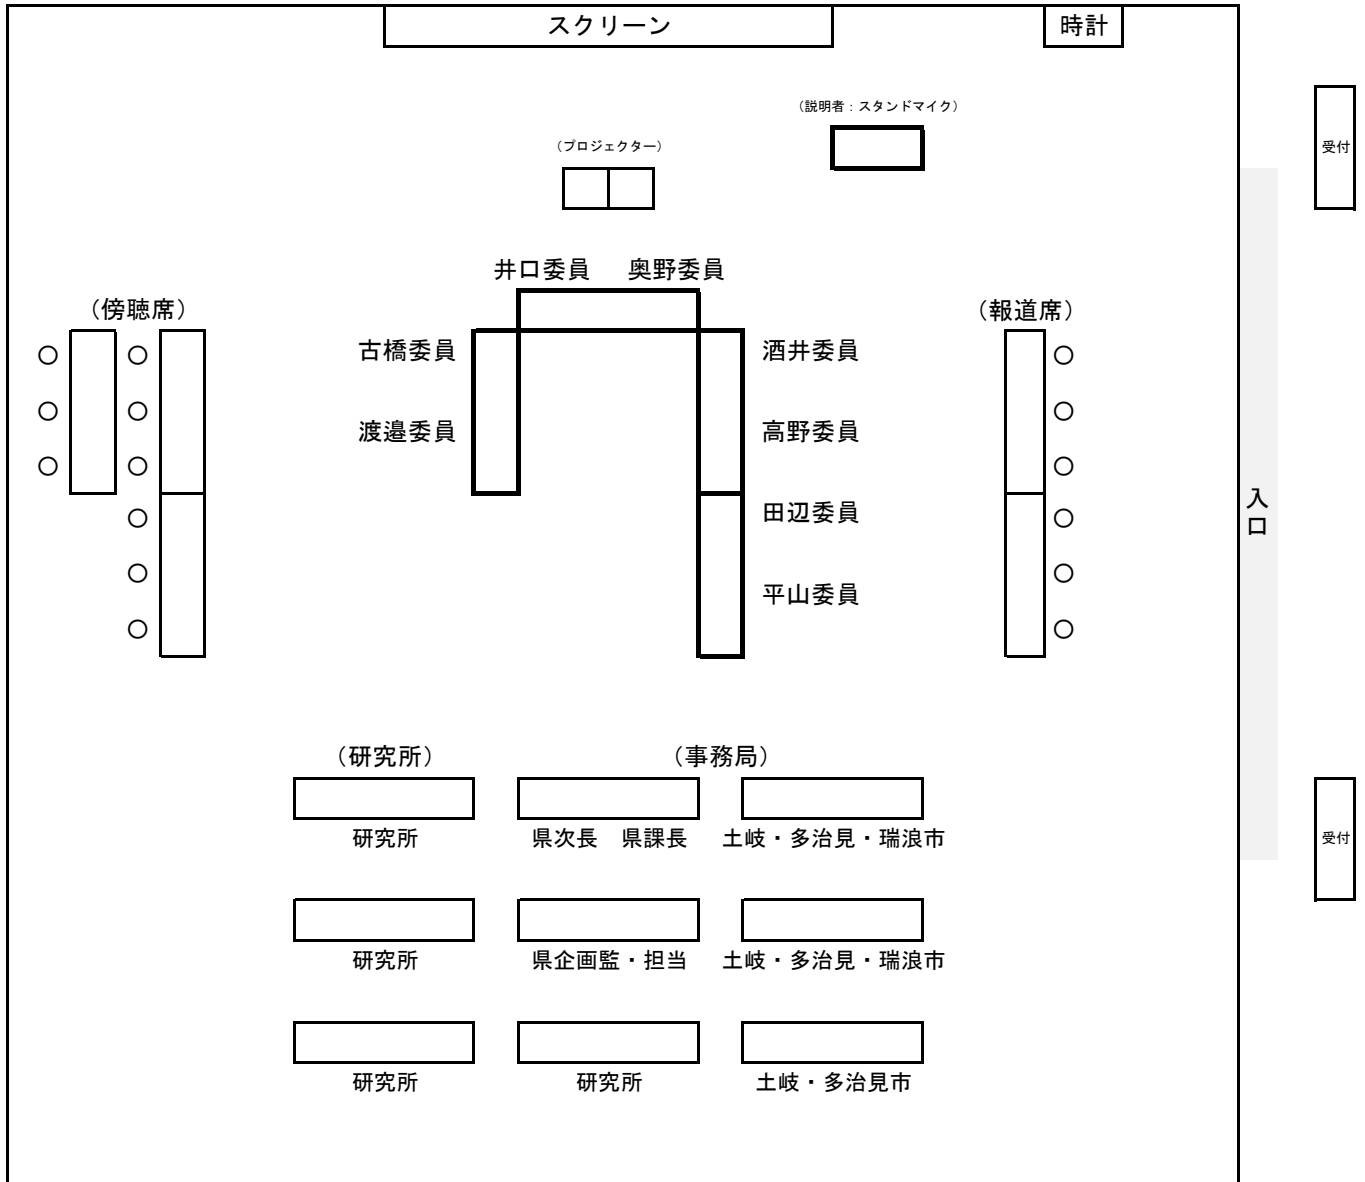 スクリーン
時計
（説明者：スタンドマイク）
（プロジェクター）
受付
井口委員　奥野委員
（傍聴席）
（報道席）
古橋委員
酒井委員
渡邉委員
高野委員
入口
田辺委員
平山委員
（研究所）
（事務局）
研究所
県次長　県課長
土岐・多治見・瑞浪市
受付
研究所
県企画監・担当
土岐・多治見・瑞浪市
研究所
研究所
土岐・多治見市